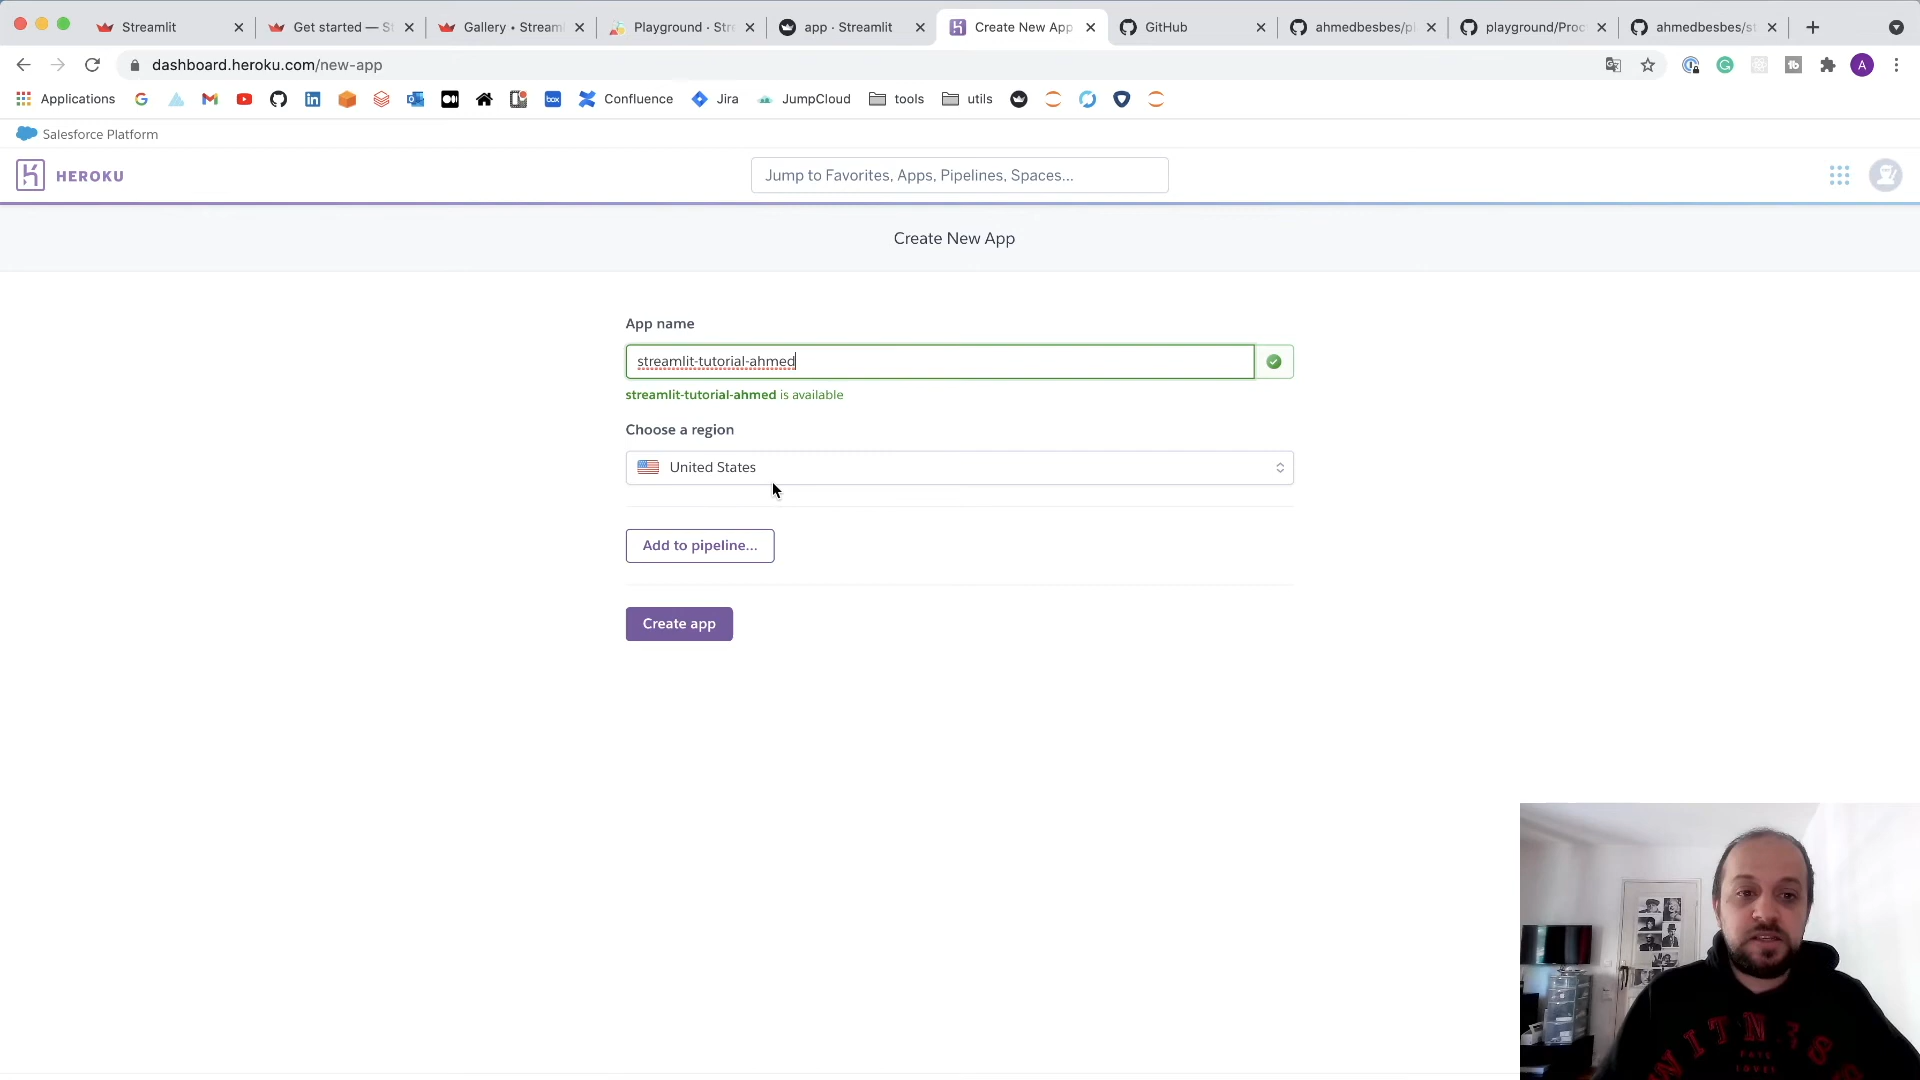 Streamlit
Get started — S
Gallery • Stream
Playground · Stre
app · Streamlit
Create New App
GitHub
ahmedbesbes/pl
playground/Proc
ahmedbesbes/st
dashboard.heroku.com/new-app
A
Applications
box
Confluence
Jira
JumpCloud
tools
utils
Salesforce Platform
HEROKU
Jump to Favorites, Apps, Pipelines, Spaces...
Create New App
App name
streamlit-tutorial-ahmed
streamlit-tutorial-ahmed is available
Choose a region
United States
Add to pipeline...
Create app